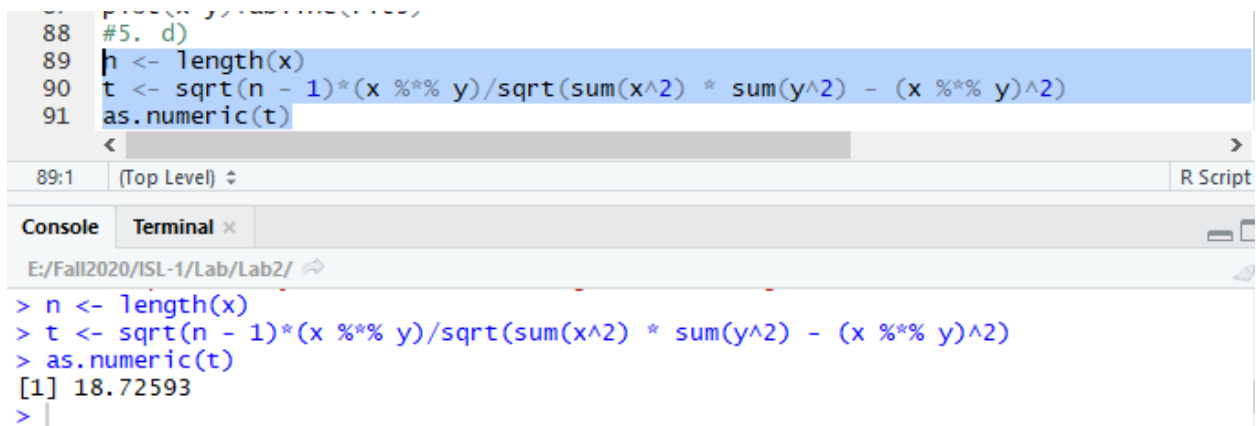 88 #5. d)
89 n <- length(x)
90 t <- sqrt(n - 1)*(x %*% y)/sqrt(sum(x^2) * sum(y^2) - (x %*% y)^2)
91 as.numeric(t)
89:1 (Top Level) R Script
Console Terminal ×
E:/Fall2020/ISL-1/Lab/Lab2/
> n <- length(x)
> t <- sqrt(n - 1)*(x %*% y)/sqrt(sum(x^2) * sum(y^2) - (x %*% y)^2)
> as.numeric(t)
[1] 18.72593
>